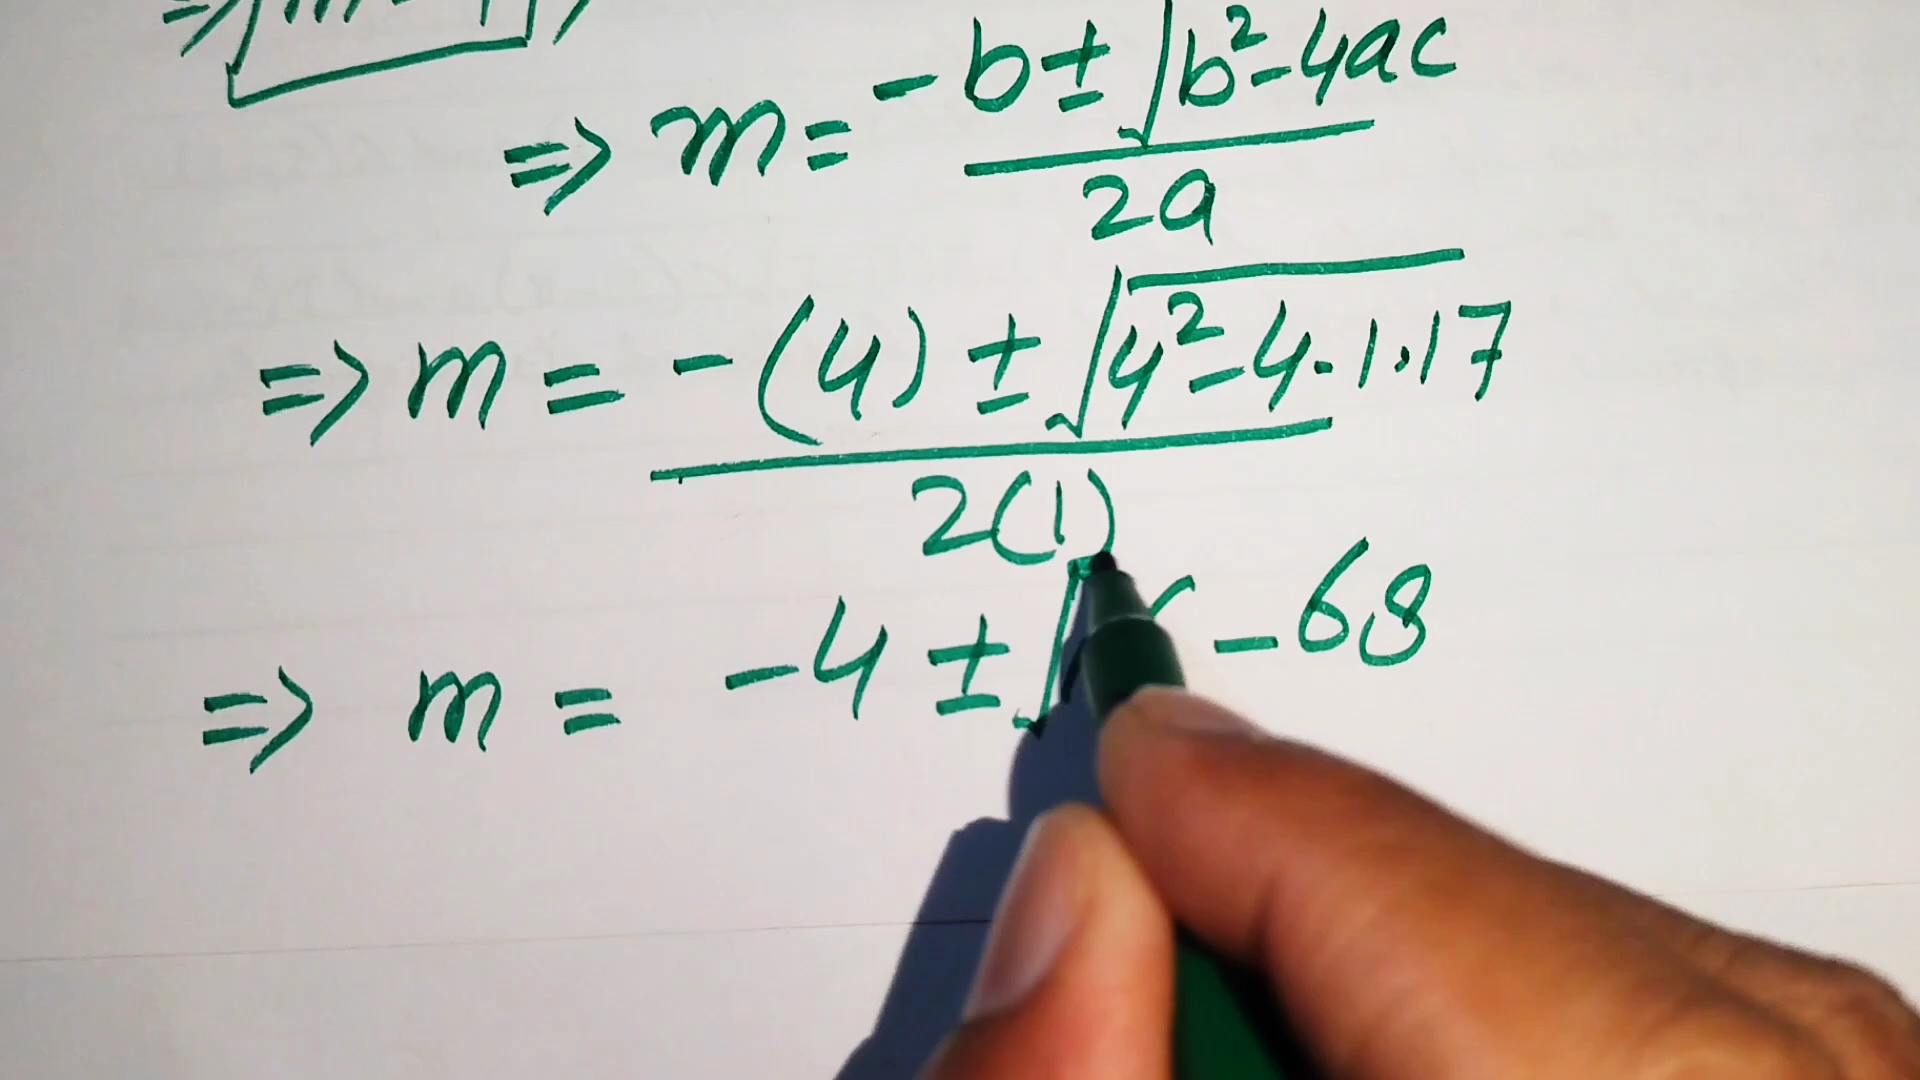 ⇒ m = -b ± √b² - 4ac / 2a
⇒ m = -(4) ± √4² - 4·1·17 / 2(1)
⇒ m = -4 ± √ - 68